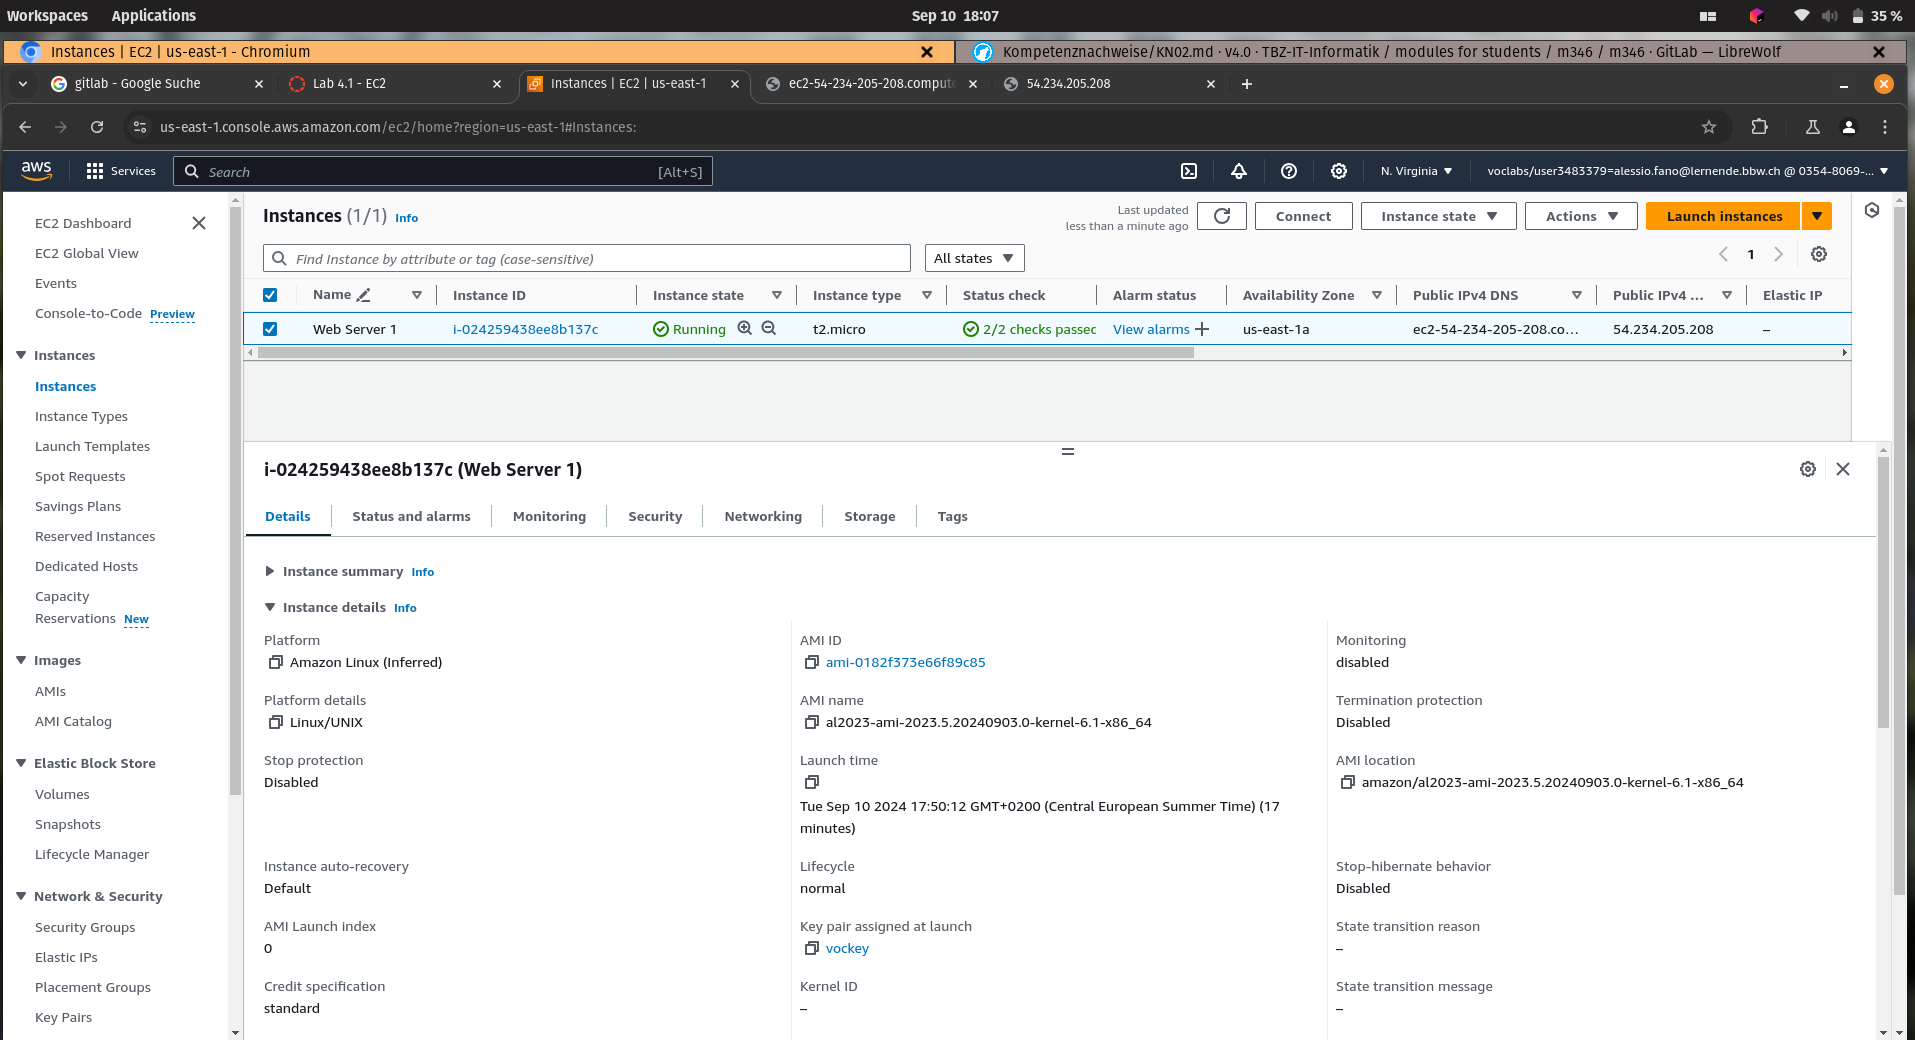 Workspaces Applications Sep 10 18:07 35 %
Instances | EC2 | us-east-1 - Chromium Kompetenznachweise/KN02.md · v4.0 · TBZ-IT-Informatik / modules for students / m346 / m346 · GitLab — LibreWolf
gitlab - Google Suche Lab 4.1 - EC2 Instances | EC2 | us-east-1 ec2-54-234-205-208.compute 54.234.205.208
us-east-1.console.aws.amazon.com/ec2/home?region=us-east-1#Instances:
aws Services Search [Alt+S] N. Virginia voclabs/user3483379=alessio.fano@lernende.bbw.ch @ 0354-8069-...
EC2 Dashboard
EC2 Global View
Events
Console-to-Code Preview
Instances
Instances
Instance Types
Launch Templates
Spot Requests
Savings Plans
Reserved Instances
Dedicated Hosts
Capacity
Reservations New
Images
AMIs
AMI Catalog
Elastic Block Store
Volumes
Snapshots
Lifecycle Manager
Network & Security
Security Groups
Elastic IPs
Placement Groups
Key Pairs
Instances (1/1) Info
Last updated
less than a minute ago
Connect Instance state Actions Launch instances
Find Instance by attribute or tag (case-sensitive) All states 1
Name Instance ID Instance state Instance type Status check Alarm status Availability Zone Public IPv4 DNS Public IPv4 ... Elastic IP
Web Server 1 i-024259438ee8b137c Running t2.micro 2/2 checks passec View alarms us-east-1a ec2-54-234-205-208.co... 54.234.205.208 –
i-024259438ee8b137c (Web Server 1)
Details Status and alarms Monitoring Security Networking Storage Tags
Instance summary Info
Instance details Info
Platform
Amazon Linux (Inferred)
AMI ID
ami-0182f373e66f89c85
Monitoring
disabled
Platform details
Linux/UNIX
AMI name
al2023-ami-2023.5.20240903.0-kernel-6.1-x86_64
Termination protection
Disabled
Stop protection
Disabled
Launch time
Tue Sep 10 2024 17:50:12 GMT+0200 (Central European Summer Time) (17
minutes)
AMI location
amazon/al2023-ami-2023.5.20240903.0-kernel-6.1-x86_64
Instance auto-recovery
Default
Lifecycle
normal
Stop-hibernate behavior
Disabled
AMI Launch index
0
Key pair assigned at launch
vockey
State transition reason
–
Credit specification
standard
Kernel ID
–
State transition message
–